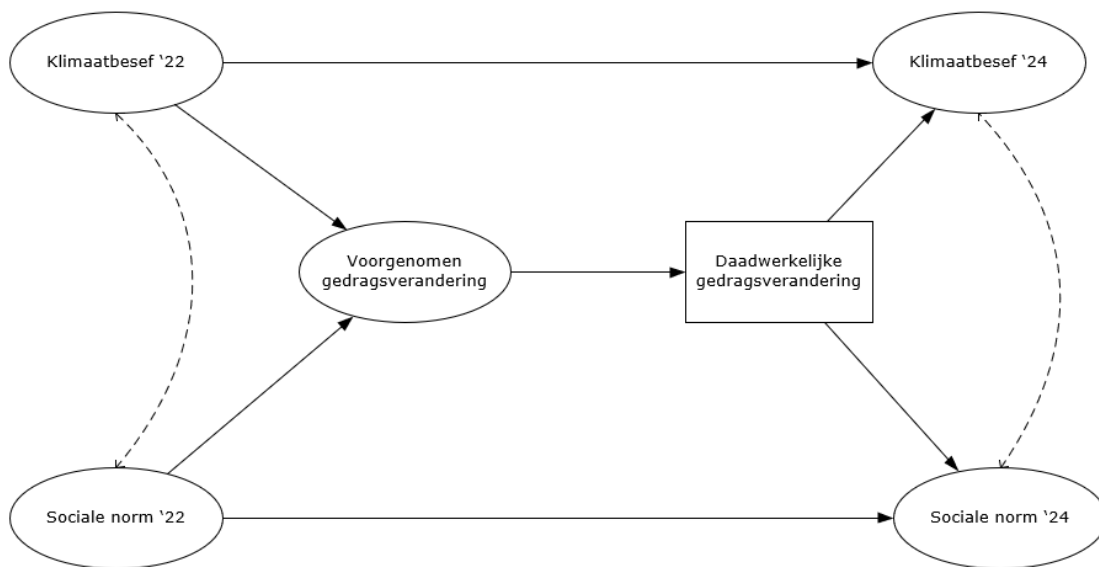 Klimaatbesef ‘22
Klimaatbesef ‘24
Voorgenomen
gedragsverandering
Daadwerkelijke
gedragsverandering
Sociale norm ‘22
Sociale norm ‘24